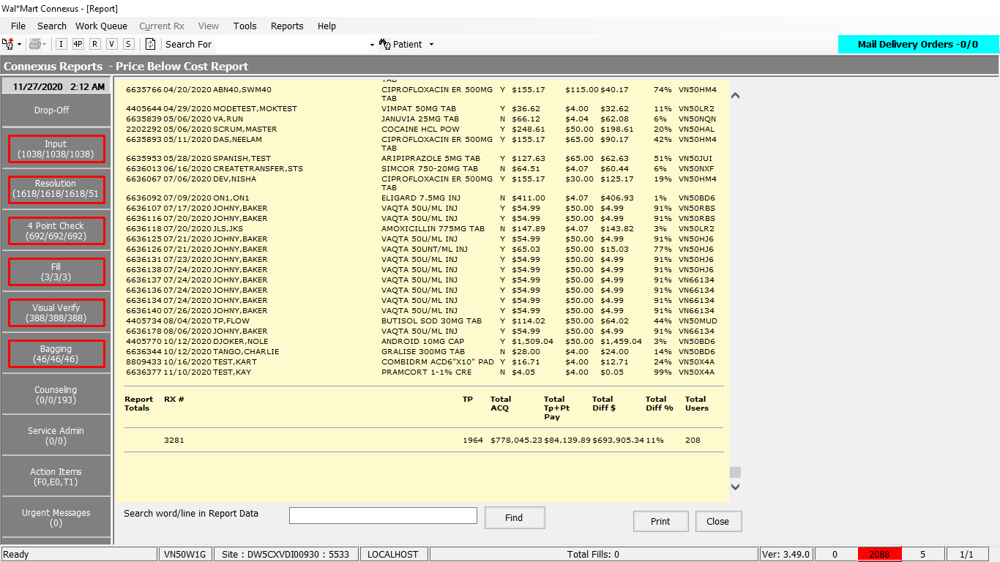 Wal*Mart Connexus - [Report]
File Search Work Queue Current Rx View Tools Reports Help
I 4P R V S Search For Patient Mail Delivery Orders -0/0
Connexus Reports - Price Below Cost Report
11/27/2020 2:12 AM
Drop-Off
Input
(1038/1038/1038)
Resolution
(1618/1618/1618/51
4 Point Check
(692/692/692)
Fill
(3/3/3)
Visual Verify
(388/388/388)
Bagging
(46/46/46)
Counseling
(0/0/193)
Service Admin
(0/0)
Action Items
(F0,E0,T1)
Urgent Messages
(0)
TAB
6635766 04/20/2020 ABN40,SWM40 CIPROFLOXACIN ER 500MG Y $155.17 $115.00 $40.17 74% VN50HM4
TAB
4405644 04/29/2020 MODETEST,MOKTEST VIMPAT 50MG TAB Y $36.62 $4.00 $32.62 11% VN50LR2
6635839 05/06/2020 VA,RUN JANUVIA 25MG TAB N $66.12 $4.04 $62.08 6% VN50NQN
2202292 05/06/2020 SCRUM,MASTER COCAINE HCL POW Y $248.61 $50.00 $198.61 20% VN50HAL
6635893 05/11/2020 DAS,NEELAM CIPROFLOXACIN ER 500MG Y $155.17 $65.00 $90.17 42% VN50HM4
TAB
6635953 05/28/2020 SPANISH,TEST ARIPIPRAZOLE 5MG TAB Y $127.63 $65.00 $62.63 51% VN50JUI
6636013 06/16/2020 CREATETRANSFER,STS SIMCOR 750-20MG TAB N $64.51 $4.07 $60.44 6% VN50NXF
6636067 07/06/2020 DEV,NISHA CIPROFLOXACIN ER 500MG Y $155.17 $30.00 $125.17 19% VN50HM4
TAB
6636092 07/09/2020 ON1,ON1 ELIGARD 7.5MG INJ N $411.00 $4.07 $406.93 1% VN50BD6
6636107 07/17/2020 JOHNY,BAKER VAQTA 50U/ML INJ Y $54.99 $50.00 $4.99 91% VN50RBS
6636116 07/20/2020 JOHNY,BAKER VAQTA 50U/ML INJ Y $54.99 $50.00 $4.99 91% VN50RBS
6636118 07/20/2020 JLS,JKS AMOXICILLIN 775MG TAB N $147.89 $4.07 $143.82 3% VN50LR2
6636125 07/21/2020 JOHNY,BAKER VAQTA 50U/ML INJ Y $54.99 $50.00 $4.99 91% VN50HJ6
6636126 07/21/2020 JOHNY,BAKER VAQTA 50UNT/ML INJ Y $65.03 $50.00 $15.03 77% VN50HJ6
6636131 07/23/2020 JOHNY,BAKER VAQTA 50U/ML INJ Y $54.99 $50.00 $4.99 91% VN50HJ6
6636138 07/24/2020 JOHNY,BAKER VAQTA 50U/ML INJ Y $54.99 $50.00 $4.99 91% VN50HJ6
6636137 07/24/2020 JOHNY,BAKER VAQTA 50U/ML INJ Y $54.99 $50.00 $4.99 91% VN66134
6636136 07/24/2020 JOHNY,BAKER VAQTA 50U/ML INJ Y $54.99 $50.00 $4.99 91% VN66134
6636134 07/24/2020 JOHNY,BAKER VAQTA 50U/ML INJ Y $54.99 $50.00 $4.99 91% VN66134
6636140 07/26/2020 JOHNY,BAKER VAQTA 50U/ML INJ Y $54.99 $50.00 $4.99 91% VN66134
4405734 08/04/2020 TP,FLOW BUTISOL SOD 30MG TAB Y $114.02 $50.00 $64.02 44% VN50MUD
6636178 08/06/2020 JOHNY,BAKER VAQTA 50U/ML INJ Y $54.99 $50.00 $4.99 91% VN66134
4405770 10/12/2020 DJOKER,NOLE ANDROID 10MG CAP Y $1,509.04 $50.00 $1,459.04 3% VN50BD6
6636344 10/12/2020 TANGO,CHARLIE GRALISE 300MG TAB N $28.00 $4.00 $24.00 14% VN50BD6
8809433 10/16/2020 TEST,KART COMBIDRM ACD6"X10" PAD Y $16.71 $4.00 $12.71 24% VN50X4A
6636377 11/10/2020 TEST,KAY PRAMCORT 1-1% CRE N $4.05 $4.00 $0.05 99% VN50X4A
Report RX # TP Total Total Total Total Total
Totals ACQ Tp+Pt Diff $ Diff % Users
Pay
3281 1964 $778,045.23 $84,139.89 $693,905.34 11% 208
Search word/line in Report Data Find Print Close
Ready VN50W1G Site : DW5CXVDI00930 : 5533 LOCALHOST Total Fills: 0 Ver: 3.49.0 0 2088 5 1/1